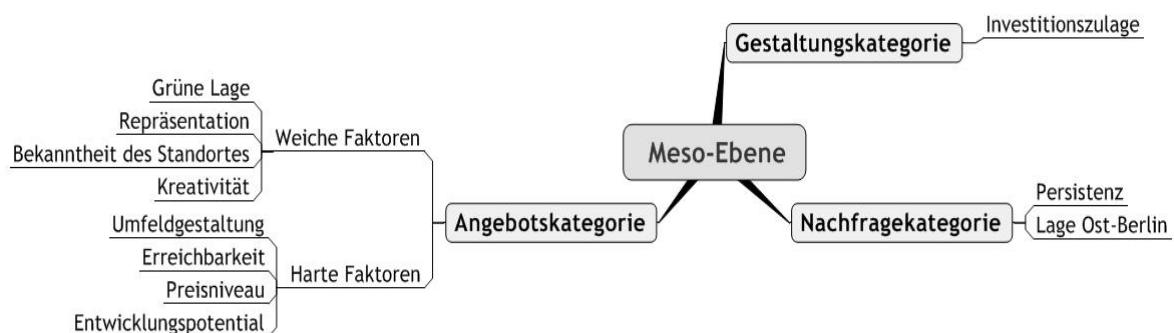 Meso-Ebene
Gestaltungskategorie
Investitionszulage
Nachfragekategorie
Persistenz
Lage Ost-Berlin
Angebotskategorie
Weiche Faktoren
Grüne Lage
Repräsentation
Bekanntheit des Standortes
Kreativität
Harte Faktoren
Umfeldgestaltung
Erreichbarkeit
Preisniveau
Entwicklungspotential